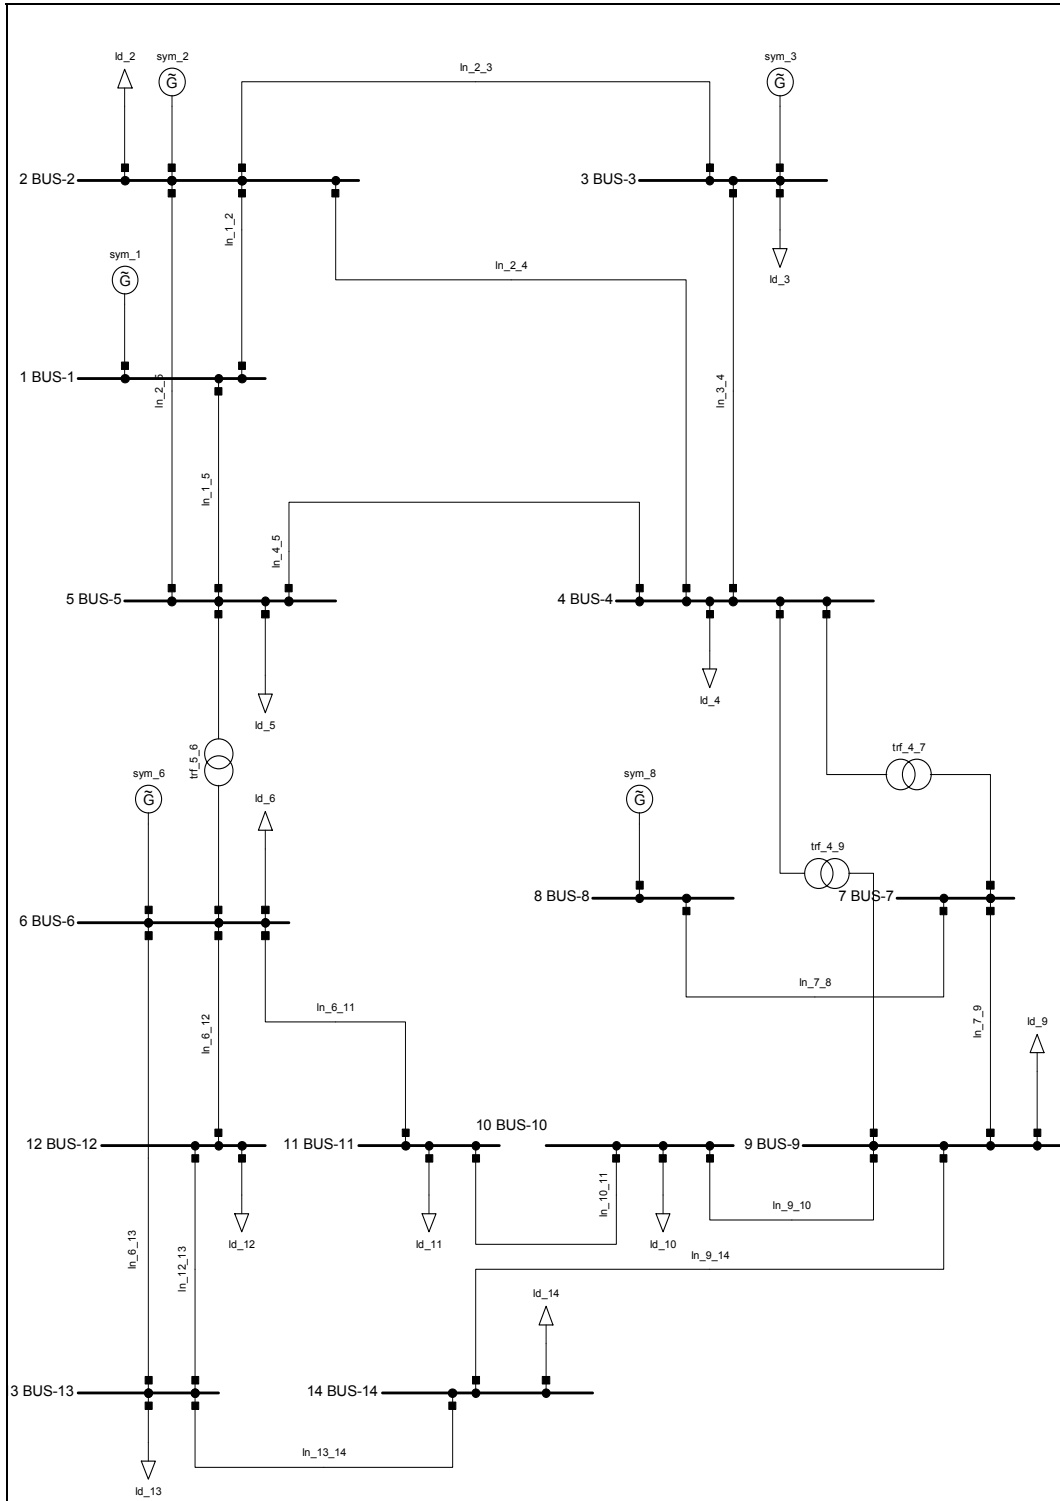 ld_2
sym_2
G̃
ln_2_3
sym_3
G̃
2 BUS-2
3 BUS-3
ln_1_2
sym_1
G̃
ln_2_4
ld_3
1 BUS-1
ln_2_5
ln_3_4
ln_1_5
ln_4_5
5 BUS-5
4 BUS-4
ld_5
ld_4
trf_5_6
trf_4_7
sym_6
G̃
ld_6
sym_8
G̃
trf_4_9
8 BUS-8
7 BUS-7
6 BUS-6
ln_7_8
ln_6_11
ln_6_12
ln_7_9
ld_9
10 BUS-10
12 BUS-12
11 BUS-11
9 BUS-9
ln_10_11
ln_9_10
ln_6_13
ln_12_13
ld_12
ld_11
ld_10
ln_9_14
ld_14
3 BUS-13
14 BUS-14
ln_13_14
ld_13